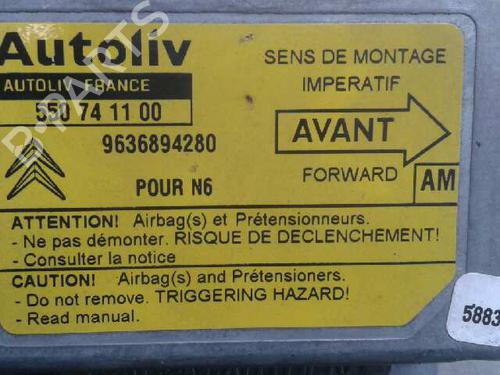 Autoliv
AUTOLIV FRANCE
550 74 11 00
9636894280
POUR N6
SENS DE MONTAGE
IMPERATIF
AVANT
FORWARD
AM
ATTENTION! Airbag(s) et Prétensionneurs.
- Ne pas démonter. RISQUE DE DECLENCHEMENT!
- Consulter la notice
CAUTION! Airbag(s) and Prétensioners.
- Do not remove. TRIGGERING HAZARD!
- Read manual.
5883
B-PARTS